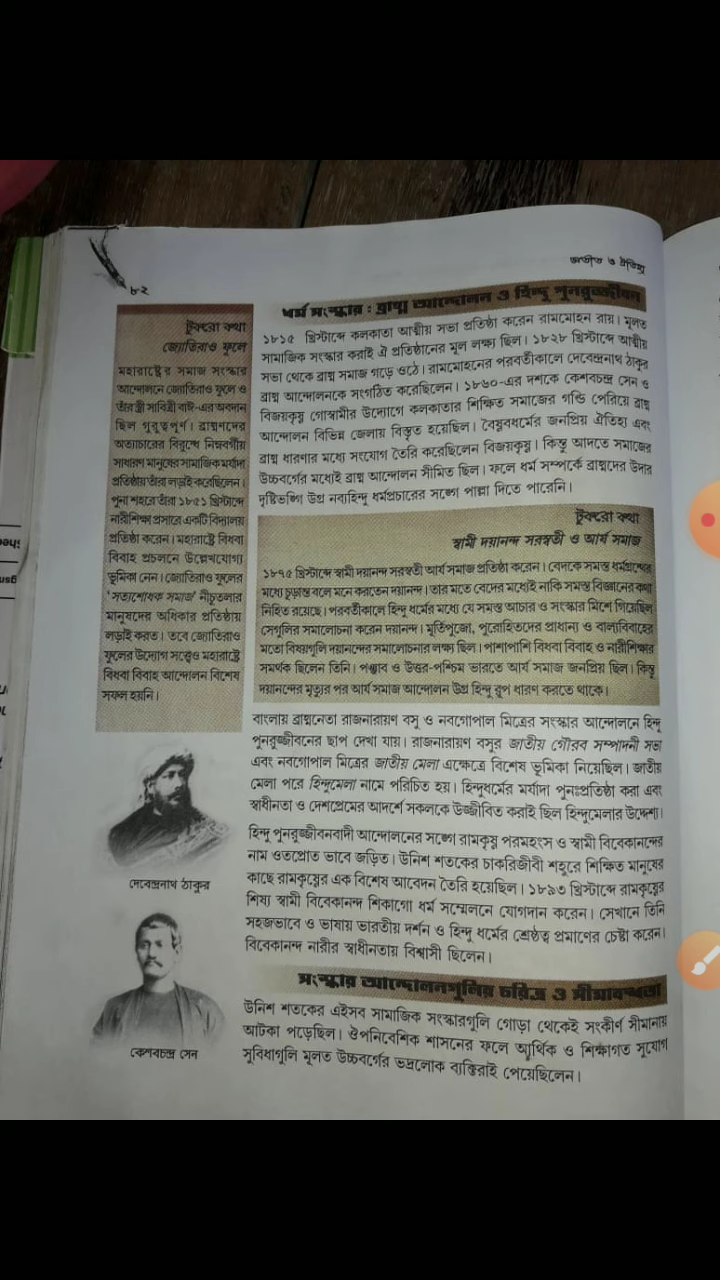 ৮২
অতীত ও ঐতিহ্য
টুকরো কথা
জ্যোতিরাও ফুলে
মহারাষ্ট্রের সমাজ সংস্কার
আন্দোলনে জ্যোতিরাও ফুলে ও
তাঁর স্ত্রী সাবিত্রী বাঈ-এর অবদান
ছিল গুরুত্বপূর্ণ। ব্রাহ্মণদের
অত্যাচারের বিরুদ্ধে নিম্নবর্গীয়
সাধারণ মানুষের সামাজিক মর্যাদা
প্রতিষ্ঠায় তাঁরা লড়াই করেছিলেন।
পুনা শহরে তাঁরা ১৮৫১ খ্রিস্টাব্দে
নারীশিক্ষা প্রসারে একটি বিদ্যালয়
প্রতিষ্ঠা করেন। মহারাষ্ট্রে বিধবা
বিবাহ প্রচলনে উল্লেখযোগ্য
ভূমিকা নেন। জ্যোতিরাও ফুলের
'সত্যশোধক সমাজ' নীচুতলার
মানুষদের অধিকার প্রতিষ্ঠায়
লড়াই করত। তবে জ্যোতিরাও
ফুলের উদ্যোগ সত্ত্বেও মহারাষ্ট্রে
বিধবা বিবাহ আন্দোলন বিশেষ
সফল হয়নি।
দেবেন্দ্রনাথ ঠাকুর
কেশবচন্দ্র সেন
ধর্ম সংস্কার : ব্রাহ্ম আন্দোলন ও হিন্দু পুনরুজ্জীবন
১৮১৫ খ্রিস্টাব্দে কলকাতা আত্মীয় সভা প্রতিষ্ঠা করেন রামমোহন রায়। মূলত
সামাজিক সংস্কার করাই ঐ প্রতিষ্ঠানের মূল লক্ষ্য ছিল। ১৮২৮ খ্রিস্টাব্দে আত্মীয়
সভা থেকে ব্রাহ্ম সমাজ গড়ে ওঠে। রামমোহনের পরবর্তীকালে দেবেন্দ্রনাথ ঠাকুর
ব্রাহ্ম আন্দোলনকে সংগঠিত করেছিলেন। ১৮৬০-এর দশকে কেশবচন্দ্র সেন ও
বিজয়কৃষ্ণ গোস্বামীর উদ্যোগে কলকাতার শিক্ষিত সমাজের গণ্ডি পেরিয়ে ব্রাহ্ম
আন্দোলন বিভিন্ন জেলায় বিস্তৃত হয়েছিল। বৈষ্ণবধর্মের জনপ্রিয় ঐতিহ্য এবং
ব্রাহ্ম ধারণার মধ্যে সংযোগ তৈরি করেছিলেন বিজয়কৃষ্ণ। কিন্তু আদতে সমাজের
উচ্চবর্গের মধ্যেই ব্রাহ্ম আন্দোলন সীমিত ছিল। ফলে ধর্ম সম্পর্কে ব্রাহ্মদের উদার
দৃষ্টিভঙ্গি উগ্র নব্যহিন্দু ধর্মপ্রচারের সঙ্গে পাল্লা দিতে পারেনি।
টুকরো কথা
স্বামী দয়ানন্দ সরস্বতী ও আর্য সমাজ
১৮৭৫ খ্রিস্টাব্দে স্বামী দয়ানন্দ সরস্বতী আর্য সমাজ প্রতিষ্ঠা করেন। বেদকে সমস্ত ধর্মগ্রন্থের
মধ্যে চূড়ান্ত বলে মনে করতেন দয়ানন্দ। তার মতে বেদের মধ্যেই নাকি সমস্ত বিজ্ঞানের কথা
নিহিত রয়েছে। পরবর্তীকালে হিন্দু ধর্মের মধ্যে যে সমস্ত আচার ও সংস্কার মিশে গিয়েছিল
সেগুলির সমালোচনা করেন দয়ানন্দ। মূর্তিপুজো, পুরোহিতদের প্রাধান্য ও বাল্যবিবাহের
মতো বিষয়গুলি দয়ানন্দের সমালোচনার লক্ষ্য ছিল। পাশাপাশি বিধবা বিবাহ ও নারীশিক্ষার
সমর্থক ছিলেন তিনি। পঞ্জাব ও উত্তর-পশ্চিম ভারতে আর্য সমাজ জনপ্রিয় ছিল। কিন্তু
দয়ানন্দের মৃত্যুর পর আর্য সমাজ আন্দোলন উগ্র হিন্দু রূপ ধারণ করতে থাকে।
বাংলায় ব্রাহ্মনেতা রাজনারায়ণ বসু ও নবগোপাল মিত্রের সংস্কার আন্দোলনে হিন্দু
পুনরুজ্জীবনের ছাপ দেখা যায়। রাজনারায়ণ বসুর জাতীয় গৌরব সম্পাদনী সভা
এবং নবগোপাল মিত্রের জাতীয় মেলা এক্ষেত্রে বিশেষ ভূমিকা নিয়েছিল। জাতীয়
মেলা পরে হিন্দুমেলা নামে পরিচিত হয়। হিন্দুধর্মের মর্যাদা পুনঃপ্রতিষ্ঠা করা এবং
স্বাধীনতা ও দেশপ্রেমের আদর্শে সকলকে উজ্জীবিত করাই ছিল হিন্দুমেলার উদ্দেশ্য।
হিন্দু পুনরুজ্জীবনবাদী আন্দোলনের সঙ্গে রামকৃষ্ণ পরমহংস ও স্বামী বিবেকানন্দের
নাম ওতপ্রোত ভাবে জড়িত। উনিশ শতকের চাকরিজীবী শহুরে শিক্ষিত মানুষের
কাছে রামকৃষ্ণের এক বিশেষ আবেদন তৈরি হয়েছিল। ১৮৯৩ খ্রিস্টাব্দে রামকৃষ্ণের
শিষ্য স্বামী বিবেকানন্দ শিকাগো ধর্ম সম্মেলনে যোগদান করেন। সেখানে তিনি
সহজভাবে ও ভাষায় ভারতীয় দর্শন ও হিন্দু ধর্মের শ্রেষ্ঠত্ব প্রমাণের চেষ্টা করেন।
বিবেকানন্দ নারীর স্বাধীনতায় বিশ্বাসী ছিলেন।
সংস্কার আন্দোলনগুলির চরিত্র ও সীমাবদ্ধতা
উনিশ শতকের এইসব সামাজিক সংস্কারগুলি গোড়া থেকেই সংকীর্ণ সীমানায়
আটকা পড়েছিল। ঔপনিবেশিক শাসনের ফলে আর্থিক ও শিক্ষাগত সুযোগ
সুবিধাগুলি মূলত উচ্চবর্গের ভদ্রলোক ব্যক্তিরাই পেয়েছিলেন।